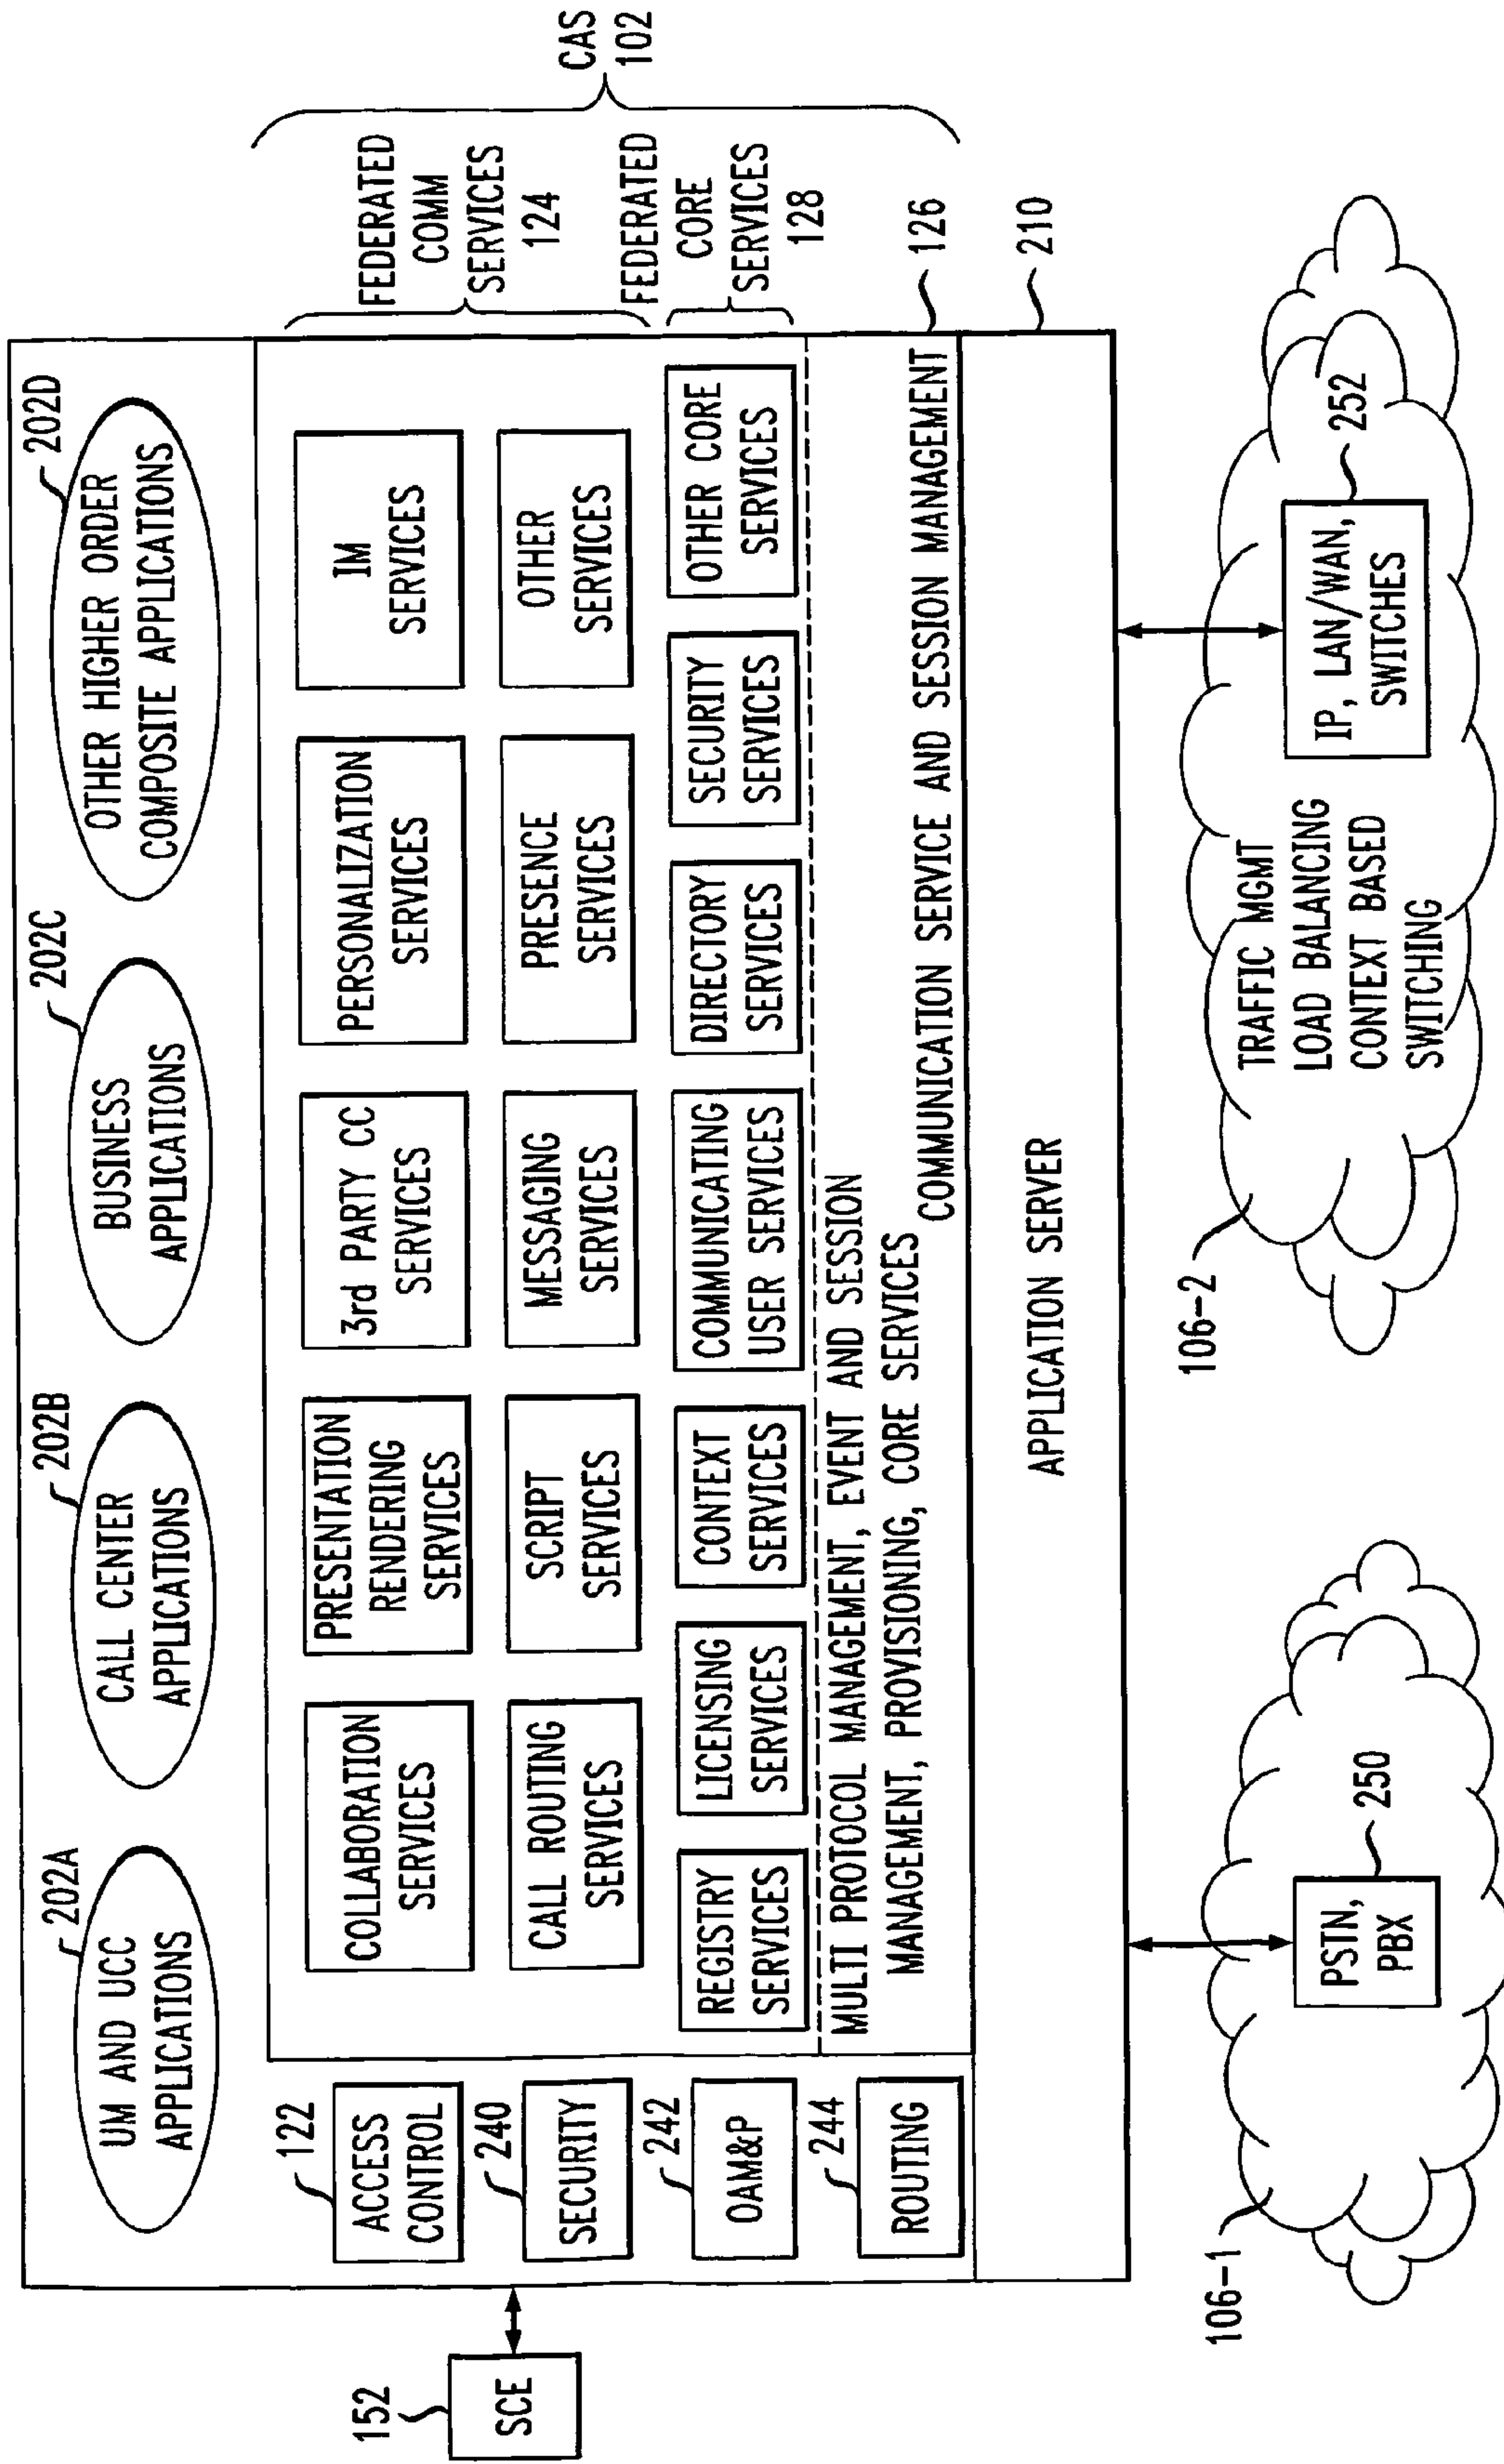 202A
UM AND UCC
APPLICATIONS
202B
CALL CENTER
APPLICATIONS
202C
BUSINESS
APPLICATIONS
202D
OTHER HIGHER ORDER
COMPOSITE APPLICATIONS
152
SCE
122
ACCESS
CONTROL
240
SECURITY
242
OAM&P
244
ROUTING
COLLABORATION
SERVICES
PRESENTATION
RENDERING
SERVICES
3rd PARTY CC
SERVICES
PERSONALIZATION
SERVICES
IM
SERVICES
CALL ROUTING
SERVICES
SCRIPT
SERVICES
MESSAGING
SERVICES
PRESENCE
SERVICES
OTHER
SERVICES
REGISTRY
SERVICES
LICENSING
SERVICES
CONTEXT
SERVICES
COMMUNICATING
USER SERVICES
DIRECTORY
SERVICES
SECURITY
SERVICES
OTHER CORE
SERVICES
MULTI PROTOCOL MANAGEMENT, EVENT AND SESSION
MANAGEMENT, PROVISIONING, CORE SERVICES
COMMUNICATION SERVICE AND SESSION MANAGEMENT
APPLICATION SERVER
FEDERATED
COMM
SERVICES
124
FEDERATED
CORE
SERVICES
128
CAS
102
126
210
106-1
PSTN,
PBX
250
106-2
TRAFFIC MGMT
LOAD BALANCING
CONTEXT BASED
SWITCHING
IP, LAN/WAN,
SWITCHES
252